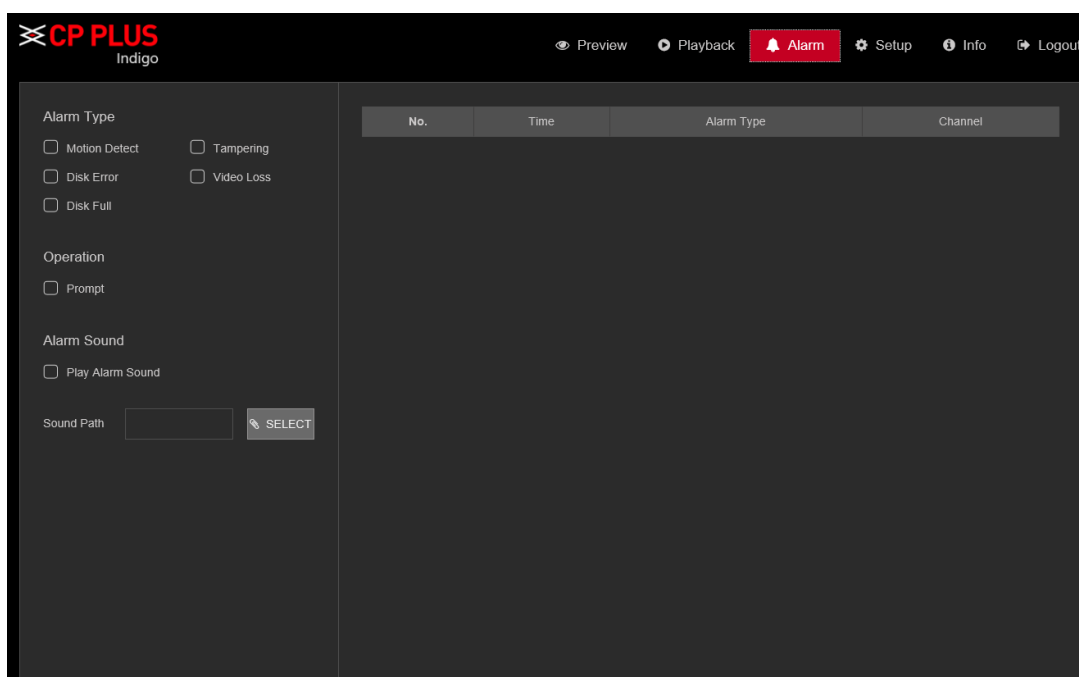 CP PLUS
Indigo
Preview Playback Alarm Setup Info Logout
Alarm Type
Motion Detect Tampering
Disk Error Video Loss
Disk Full
Operation
Prompt
Alarm Sound
Play Alarm Sound
Sound Path SELECT
No. Time Alarm Type Channel